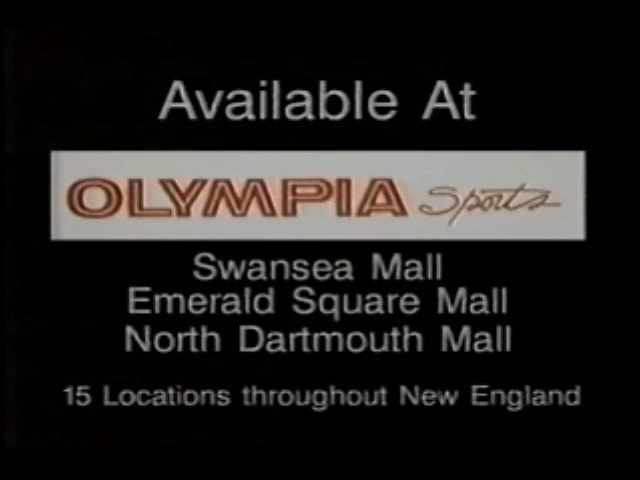 Available At
OLYMPIA Sports
Swansea Mall
Emerald Square Mall
North Dartmouth Mall
15 Locations throughout New England